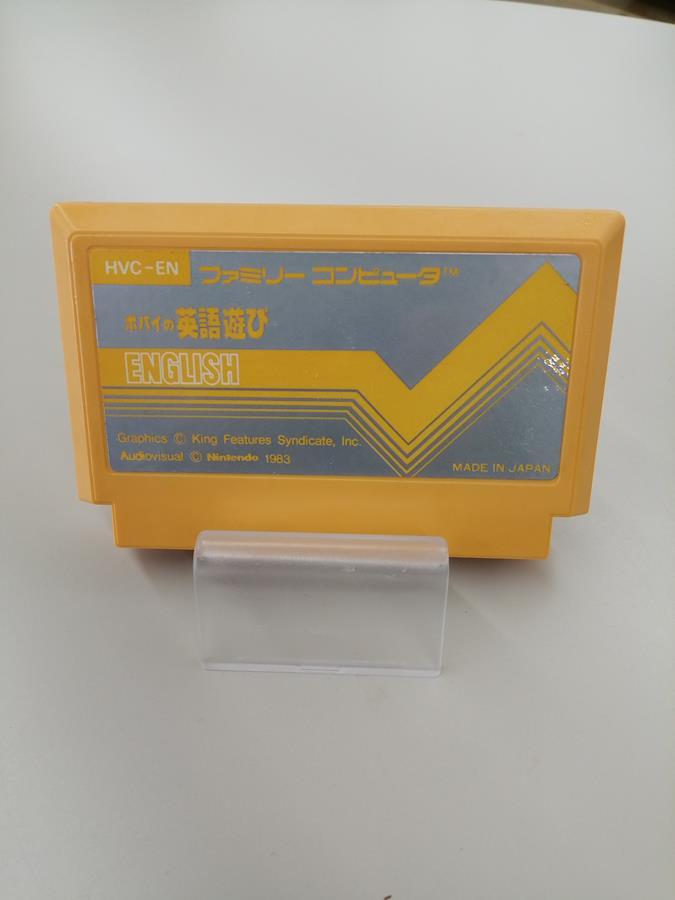 HVC-EN ファミリー コンピュータ™
ポパイの英語遊び
ENGLISH
Graphics © King Features Syndicate, Inc.
Audiovisual © Nintendo 1983
MADE IN JAPAN